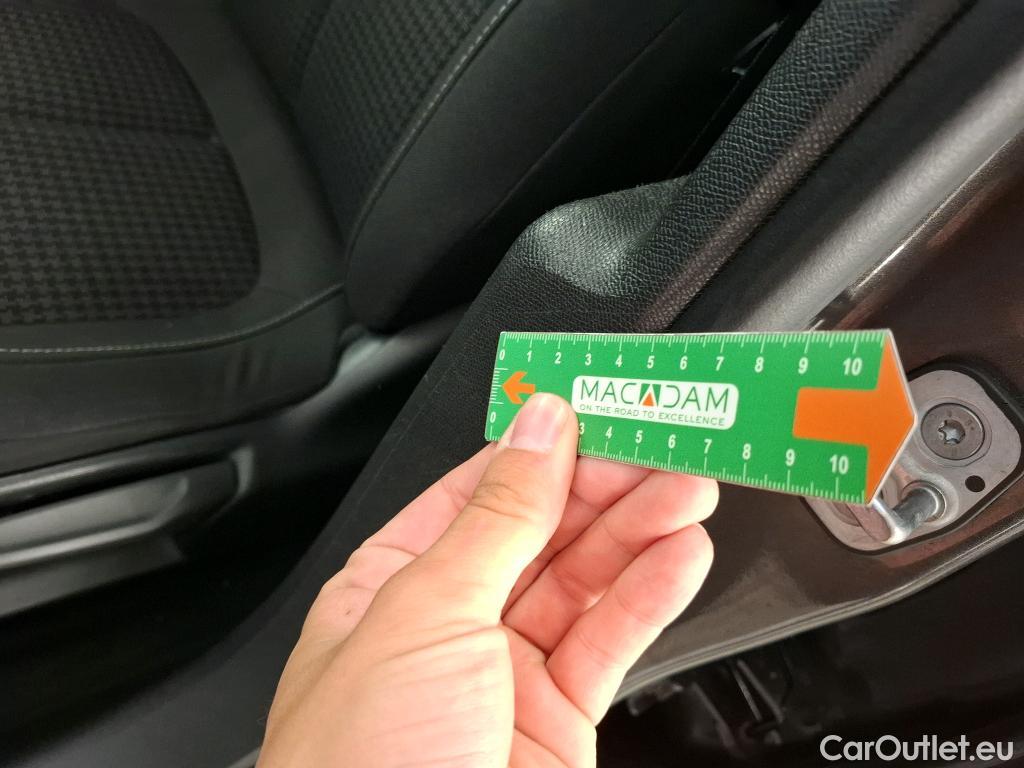 0 1 2 3 4 5 6 7 8 9 10
MACADAM
ON THE ROAD TO EXCELLENCE
0 3 4 5 6 7 8 9 10
CarOutlet.eu